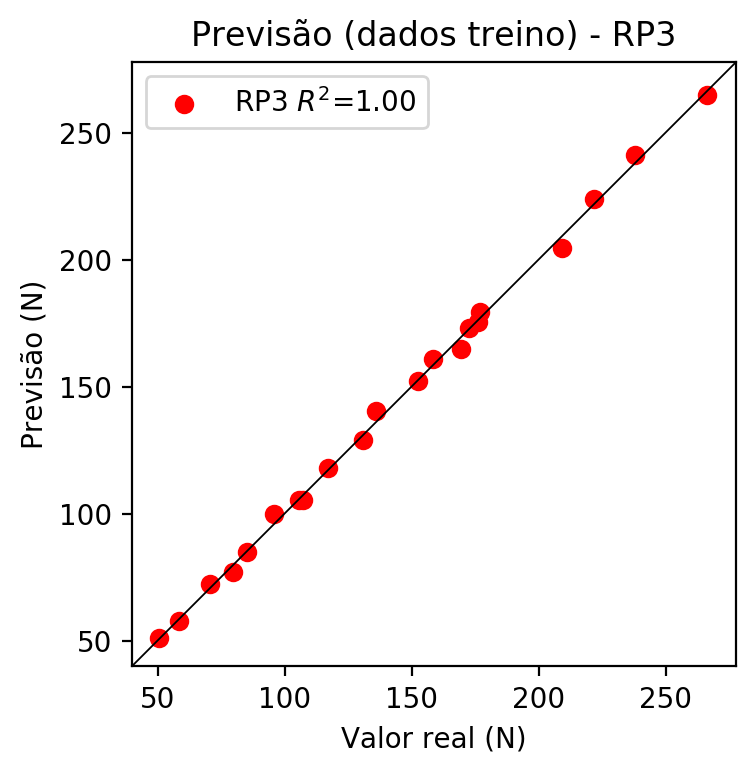 Previsão (dados treino) - RP3
RP3 R²=1.00
Previsão (N)
250
200
150
100
50
50 100 150 200 250
Valor real (N)